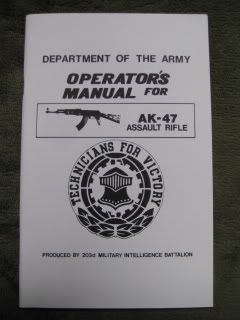 DEPARTMENT OF THE ARMY
OPERATOR'S
MANUAL FOR
AK-47
ASSAULT RIFLE
TECHNICIANS FOR VICTORY
PRODUCED BY 203d MILITARY INTELLIGENCE BATTALION